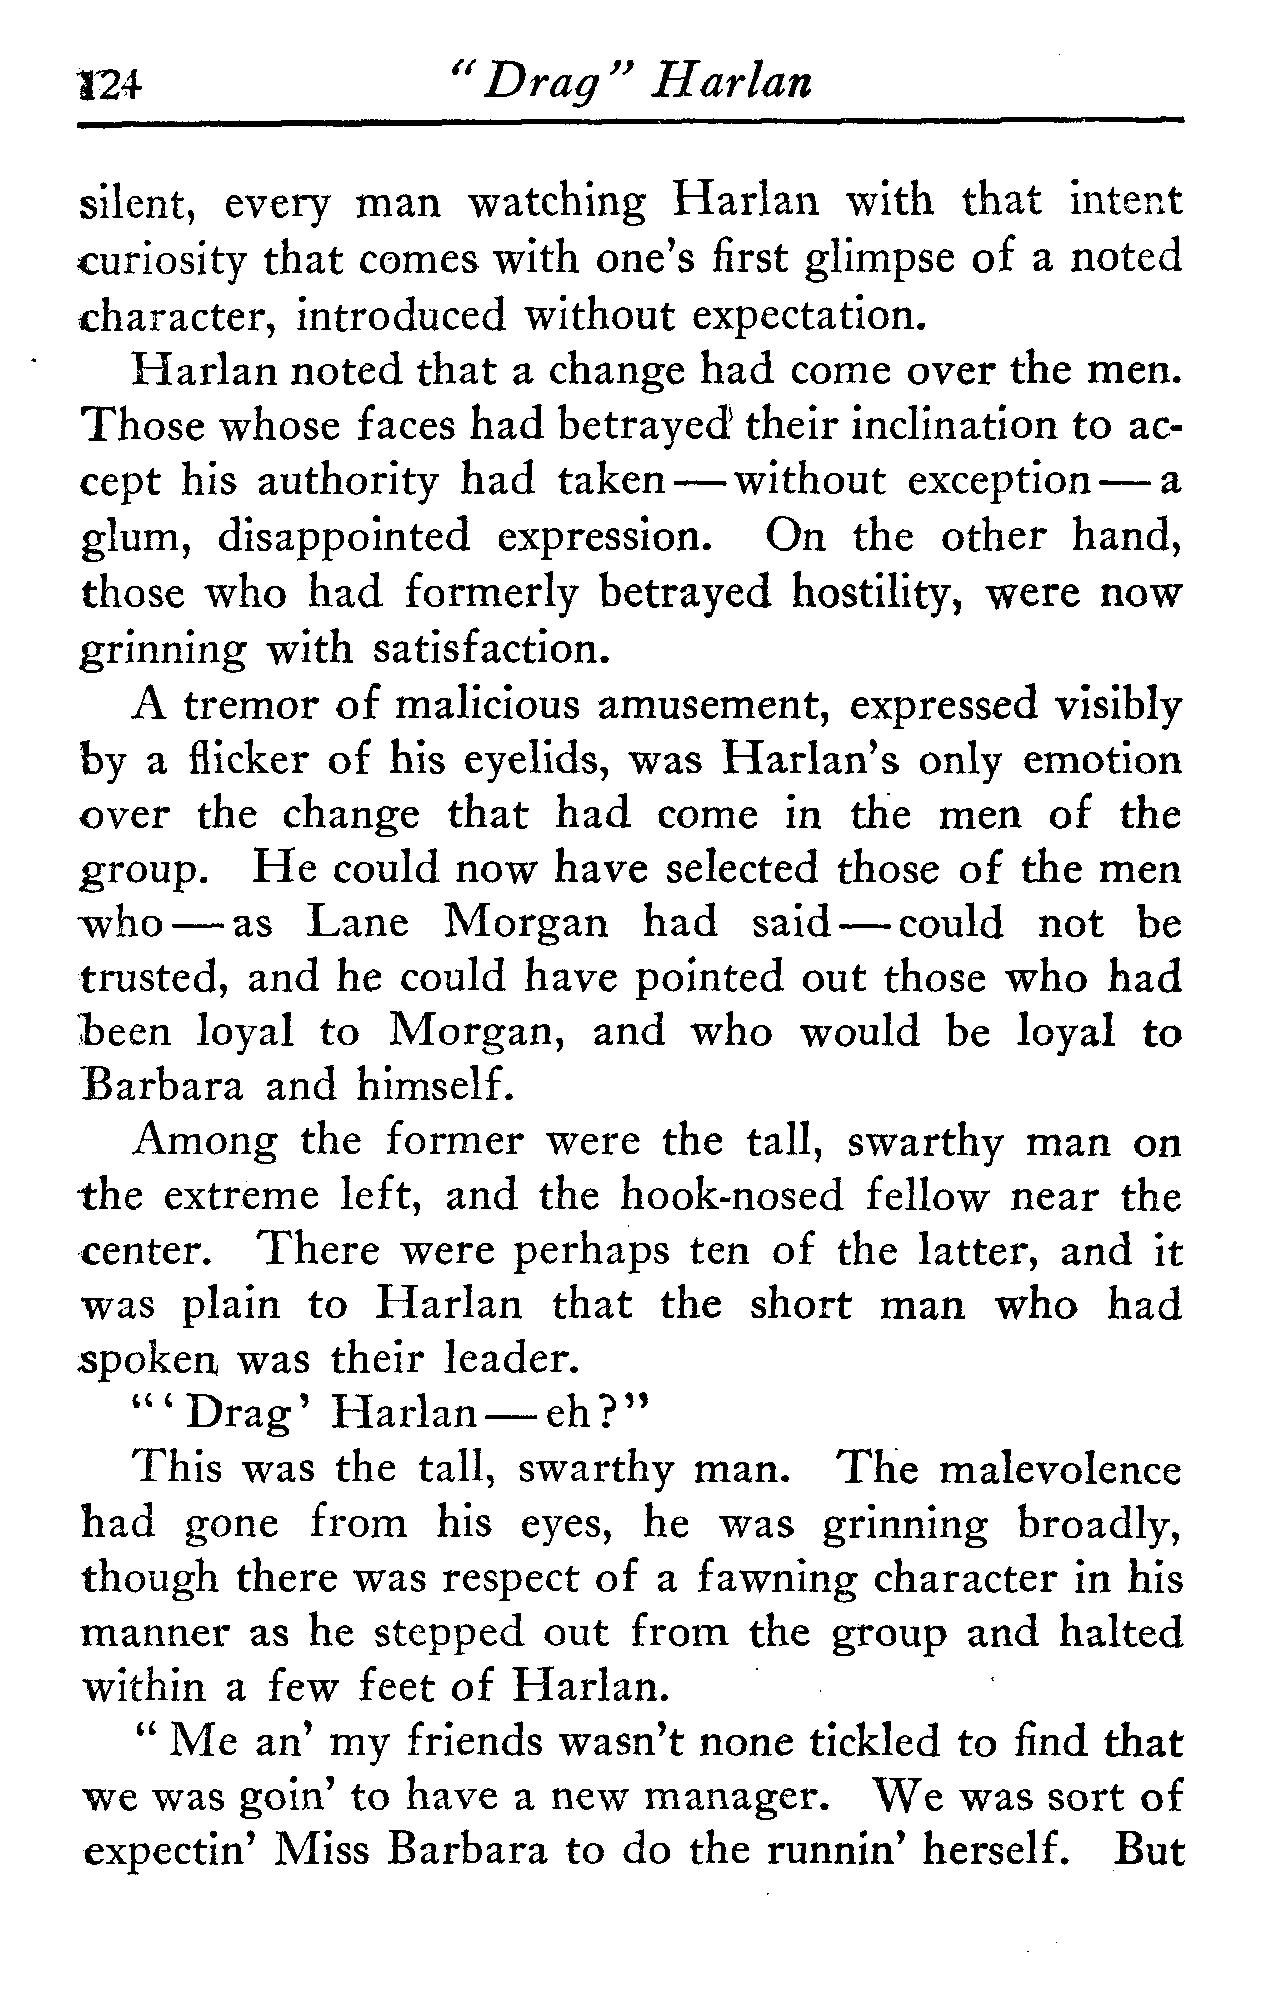 124 "Drag" Harlan
silent, every man watching Harlan with that intent
curiosity that comes with one's first glimpse of a noted
character, introduced without expectation.
Harlan noted that a change had come over the men.
Those whose faces had betrayed their inclination to ac-
cept his authority had taken — without exception — a
glum, disappointed expression. On the other hand,
those who had formerly betrayed hostility, were now
grinning with satisfaction.
A tremor of malicious amusement, expressed visibly
by a flicker of his eyelids, was Harlan's only emotion
over the change that had come in the men of the
group. He could now have selected those of the men
who — as Lane Morgan had said — could not be
trusted, and he could have pointed out those who had
been loyal to Morgan, and who would be loyal to
Barbara and himself.
Among the former were the tall, swarthy man on
the extreme left, and the hook-nosed fellow near the
center. There were perhaps ten of the latter, and it
was plain to Harlan that the short man who had
spoken was their leader.
"'Drag' Harlan — eh?"
This was the tall, swarthy man. The malevolence
had gone from his eyes, he was grinning broadly,
though there was respect of a fawning character in his
manner as he stepped out from the group and halted
within a few feet of Harlan.
"Me an' my friends wasn't none tickled to find that
we was goin' to have a new manager. We was sort of
expectin' Miss Barbara to do the runnin' herself. But